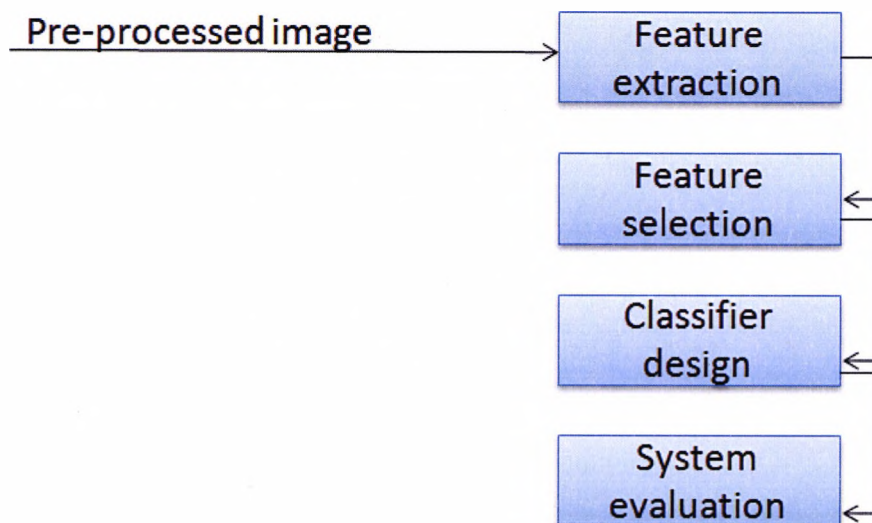 Pre-processed image
Feature
extraction
Feature
selection
Classifier
design
System
evaluation